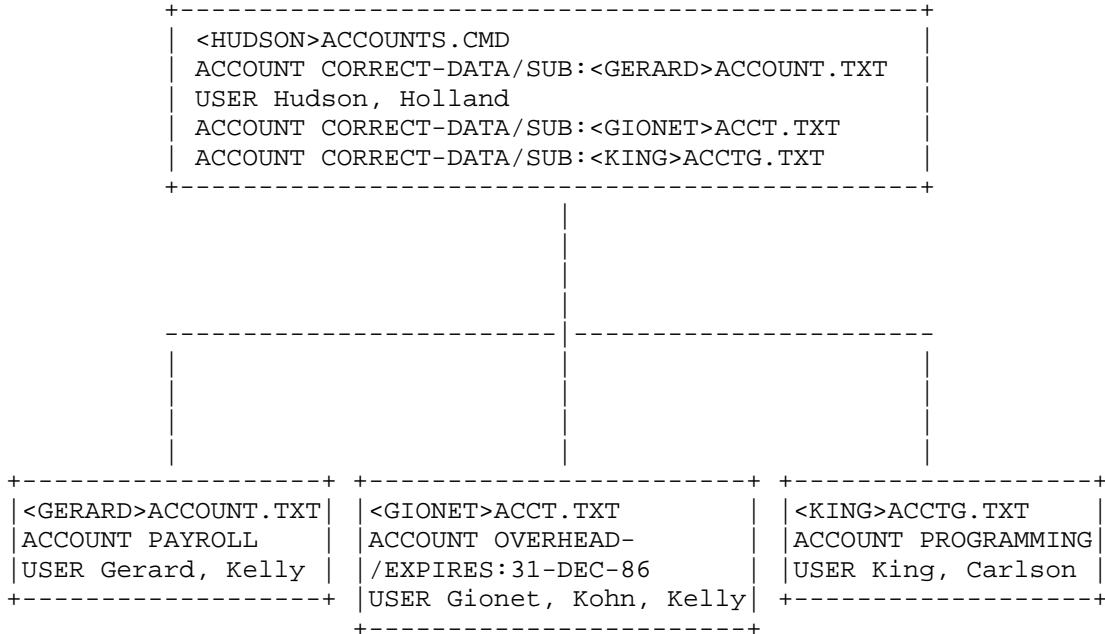 <HUDSON>ACCOUNTS.CMD
ACCOUNT CORRECT-DATA/SUB:<GERARD>ACCOUNT.TXT
USER Hudson, Holland
ACCOUNT CORRECT-DATA/SUB:<GIONET>ACCT.TXT
ACCOUNT CORRECT-DATA/SUB:<KING>ACCTG.TXT
<GERARD>ACCOUNT.TXT
ACCOUNT PAYROLL
USER Gerard, Kelly
<GIONET>ACCT.TXT
ACCOUNT OVERHEAD-
/EXPIRES:31-DEC-86
USER Gionet, Kohn, Kelly
<KING>ACCTG.TXT
ACCOUNT PROGRAMMING
USER King, Carlson